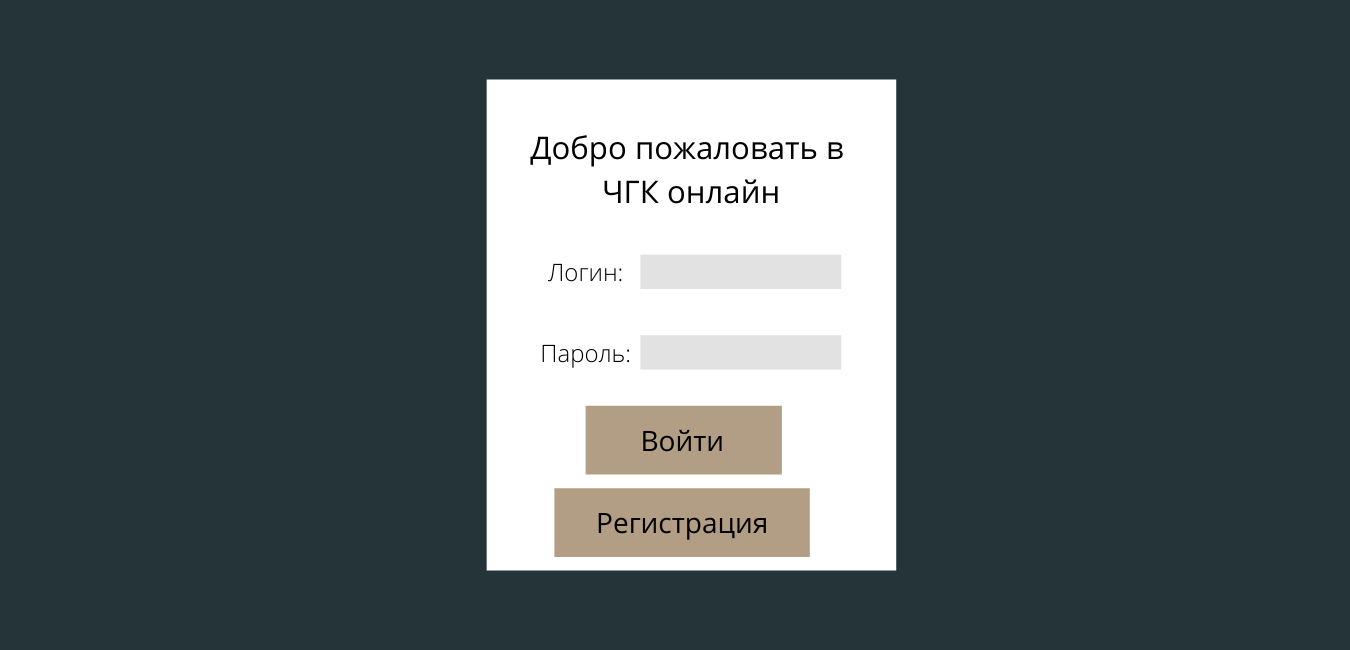 Добро пожаловать в
ЧГК онлайн
Логин:
Пароль:
Войти
Регистрация